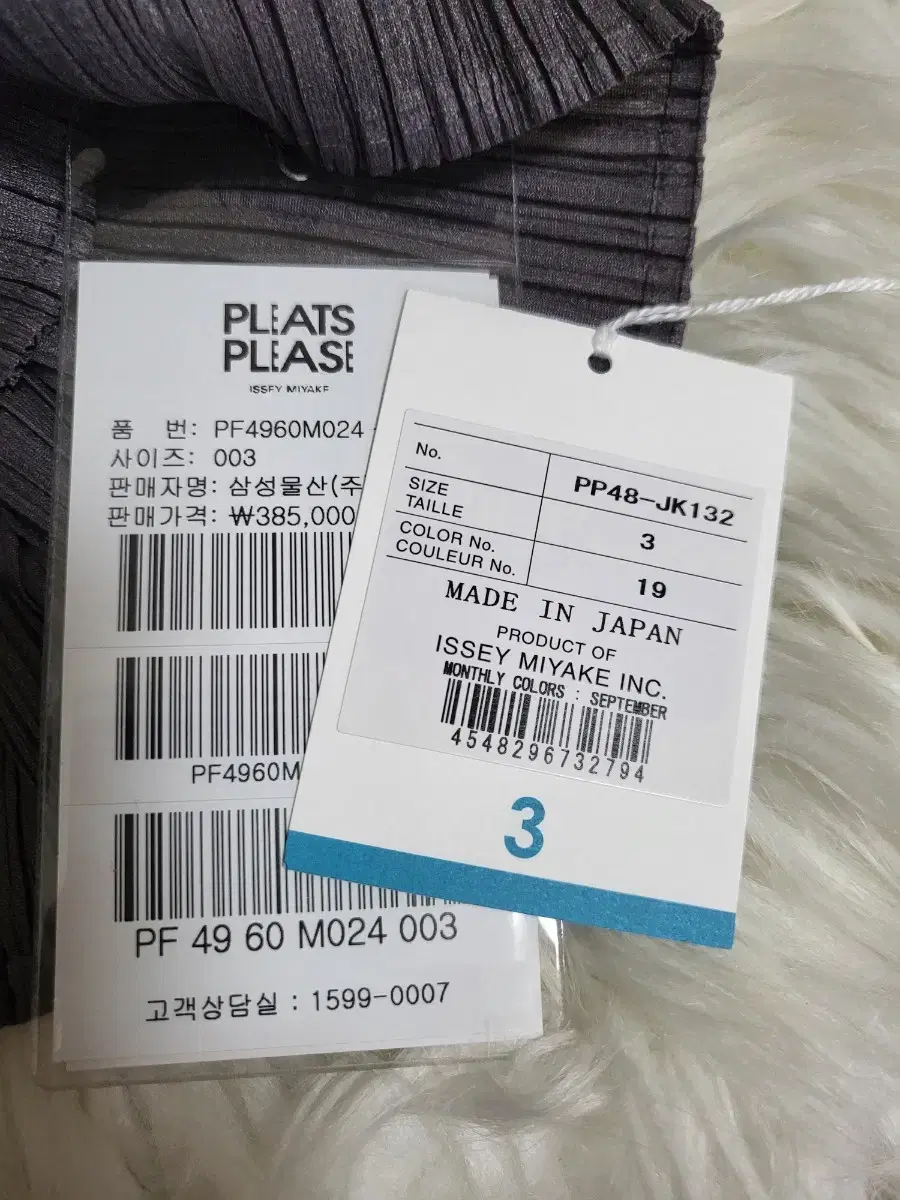 PLEATS
PLEASE
ISSEY MIYAKE
품 번: PF4960M024
사이즈: 003
판매자명: 삼성물산(주
판매가격: ₩385,000
PF4960M
PF 49 60 M024 003
고객상담실 : 1599-0007
No. PP48-JK132
SIZE
TAILLE 3
COLOR No.
COULEUR No. 19
MADE IN JAPAN
PRODUCT OF
ISSEY MIYAKE INC.
MONTHLY COLORS : SEPTEMBER
4548296732794
3